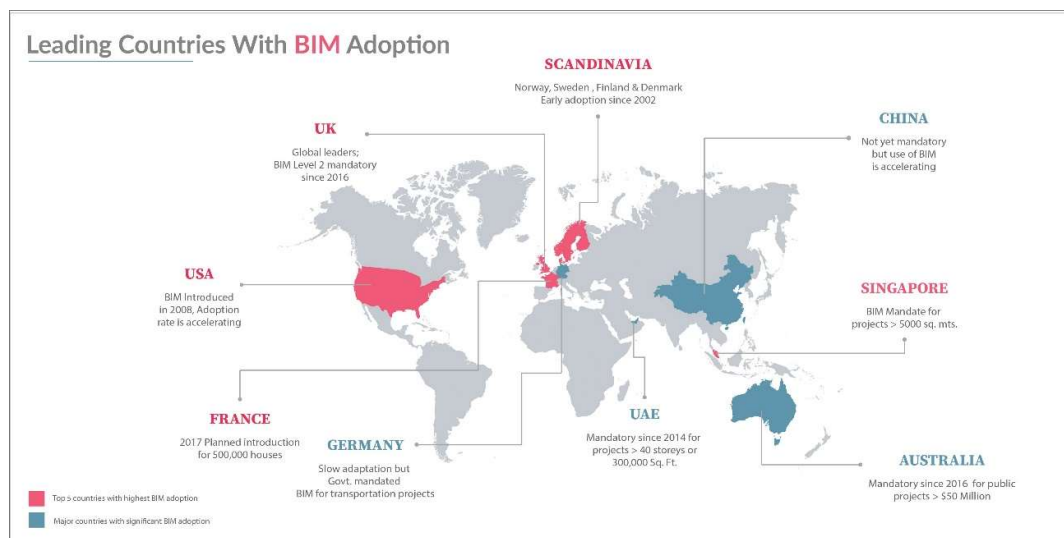 Leading Countries With BIM Adoption
SCANDINAVIA
Norway, Sweden , Finland & Denmark
Early adoption since 2002
UK
Global leaders;
BIM Level 2 mandatory
since 2016
CHINA
Not yet mandatory
but use of BIM
is accelerating
USA
BIM Introduced
in 2008, Adoption
rate is accelerating
SINGAPORE
BIM Mandate for
projects > 5000 sq. mts.
FRANCE
2017 Planned introduction
for 500,000 houses
GERMANY
Slow adaptation but
Govt. mandated
BIM for transportation projects
UAE
Mandatory since 2014 for
projects > 40 storeys or
300,000 Sq. Ft.
AUSTRALIA
Mandatory since 2016 for public
projects > $50 Million
Top 5 countries with highest BIM adoption
Major countries with significant BIM adoption